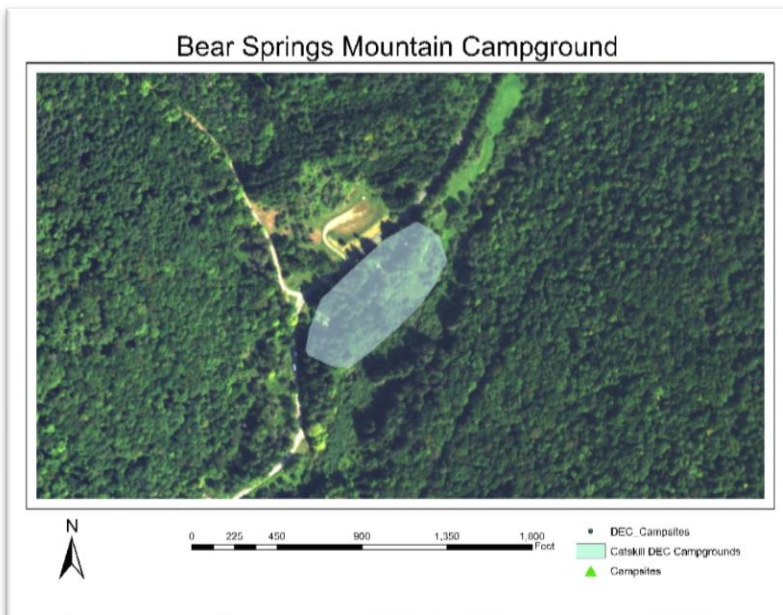 Bear Springs Mountain Campground
N
0 225 450 900 1,350 1,800
Feet
DEC_Campsites
Catskill DEC Campgrounds
Campsites